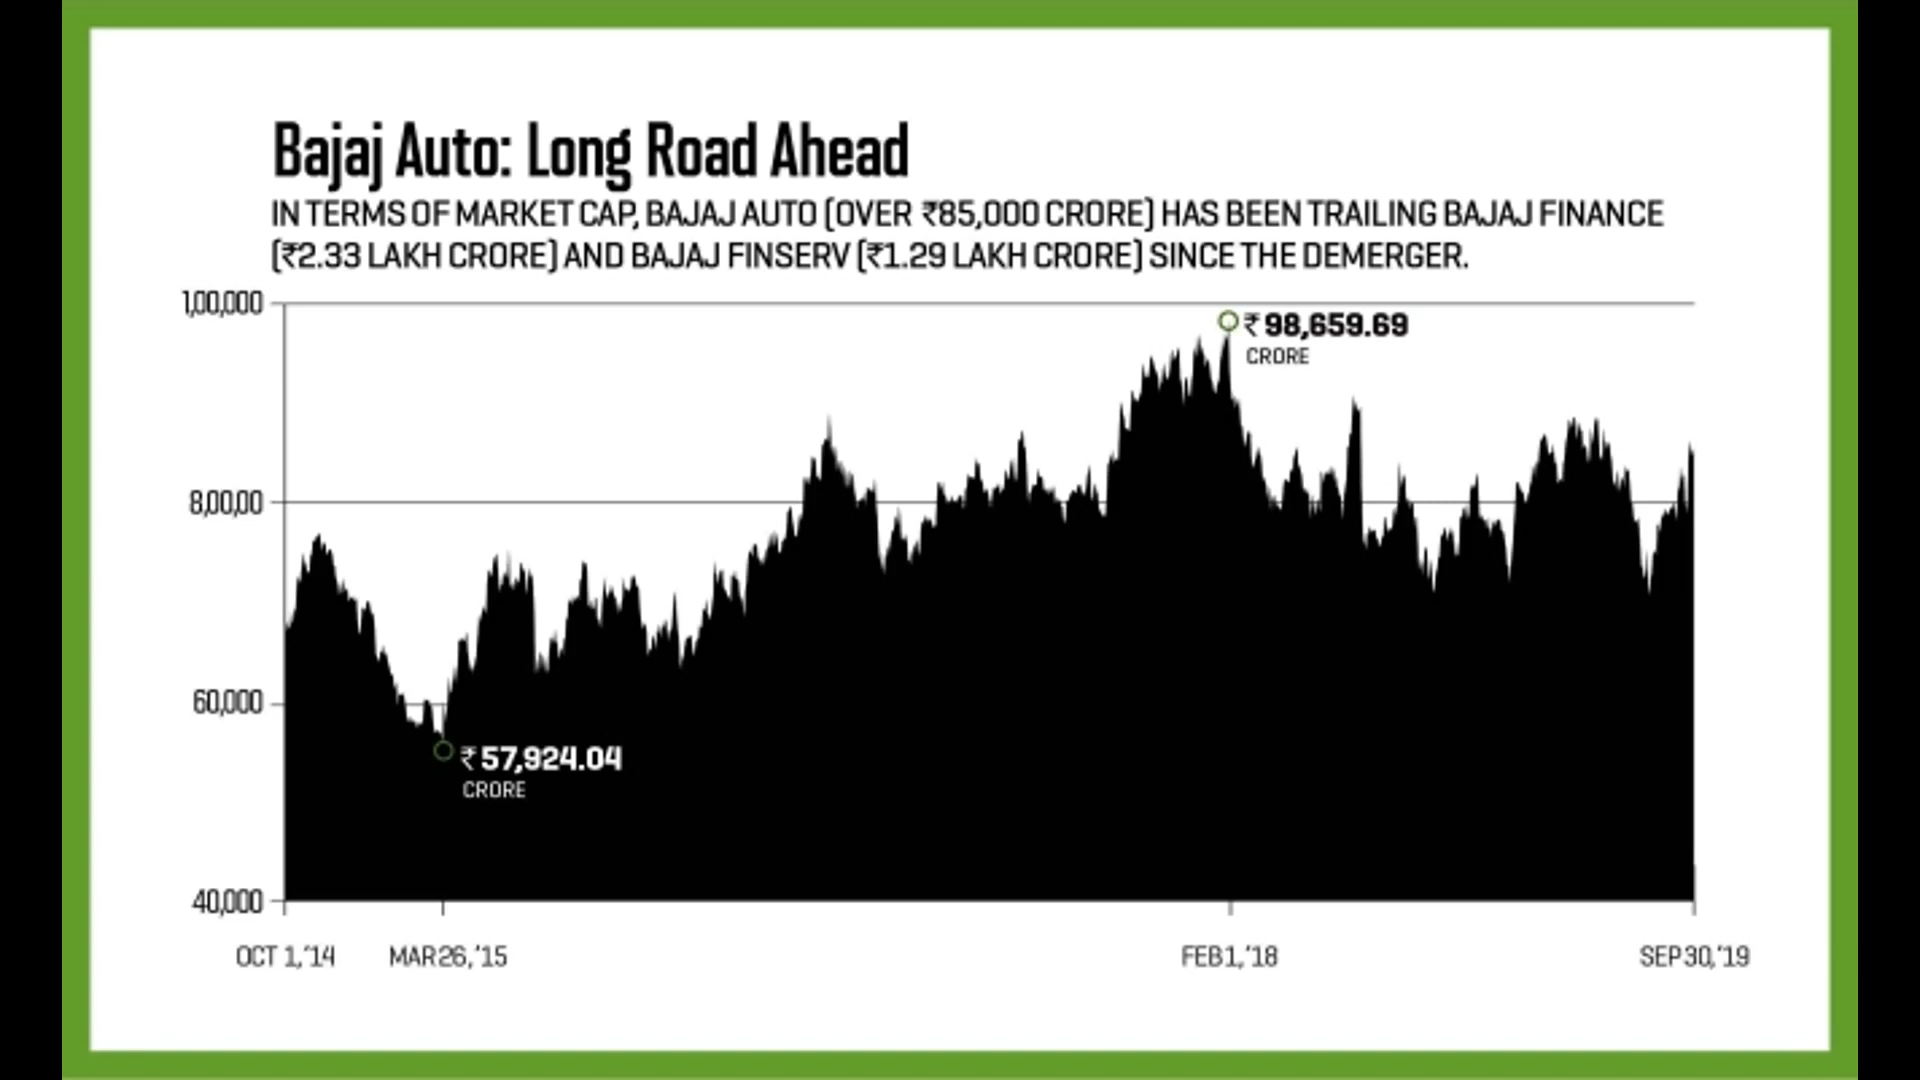 Bajaj Auto: Long Road Ahead
IN TERMS OF MARKET CAP, BAJAJ AUTO (OVER ₹85,000 CRORE) HAS BEEN TRAILING BAJAJ FINANCE
(₹2.33 LAKH CRORE) AND BAJAJ FINSERV (₹1.29 LAKH CRORE) SINCE THE DEMERGER.
1,00,000
₹ 98,659.69
CRORE
8,00,00
60,000
₹ 57,924.04
CRORE
40,000
OCT 1,'14 MAR 26,'15 FEB 1,'18 SEP 30,'19